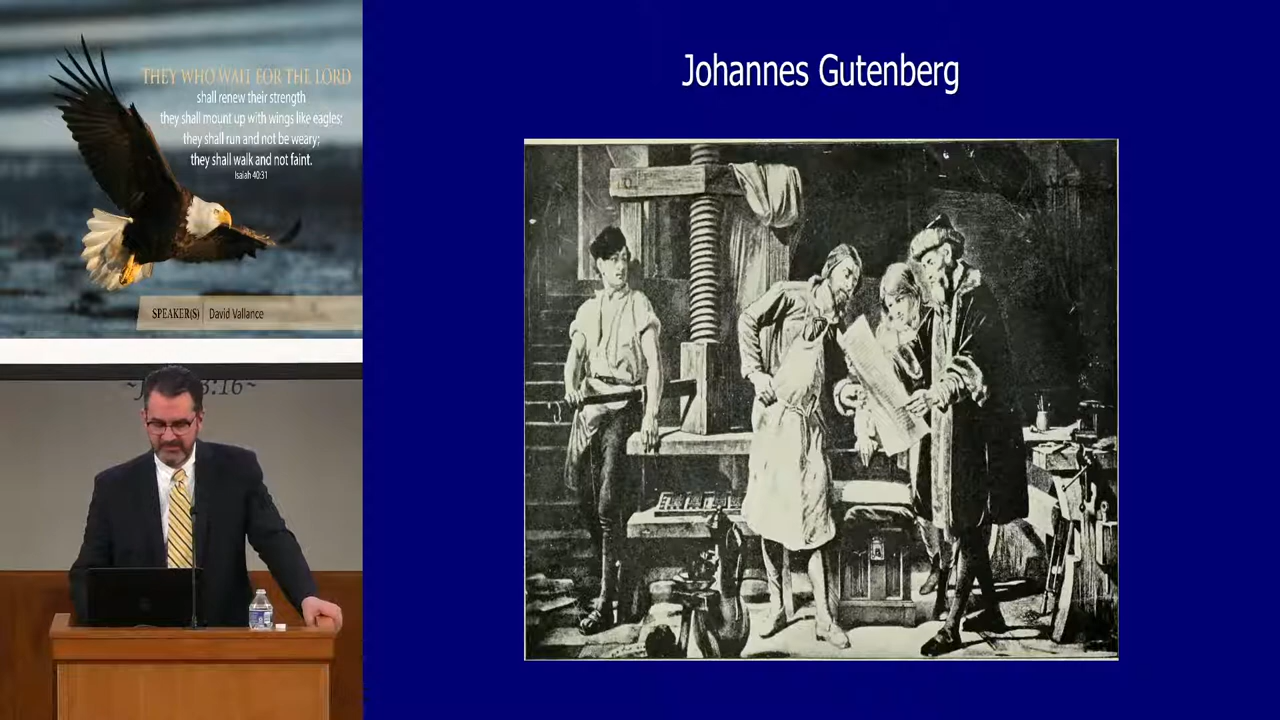 THEY WHO WAIT FOR THE LORD
shall renew their strength
they shall mount up with wings like eagles;
they shall run and not be weary;
they shall walk and not faint.
Isaiah 40:31
SPEAKER(S) David Vallance
3:16~
Johannes Gutenberg